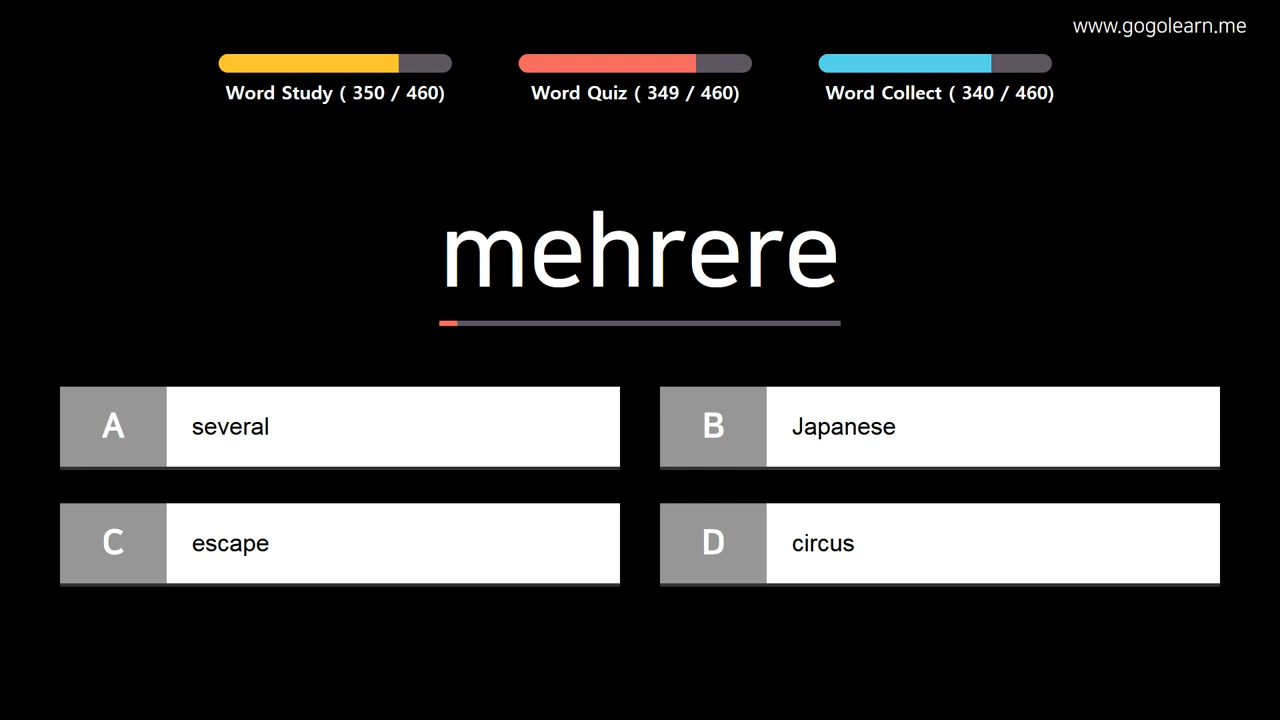 www.gogolearn.me
Word Study ( 350 / 460)
Word Quiz ( 349 / 460)
Word Collect ( 340 / 460)
mehrere
A several
B Japanese
C escape
D circus